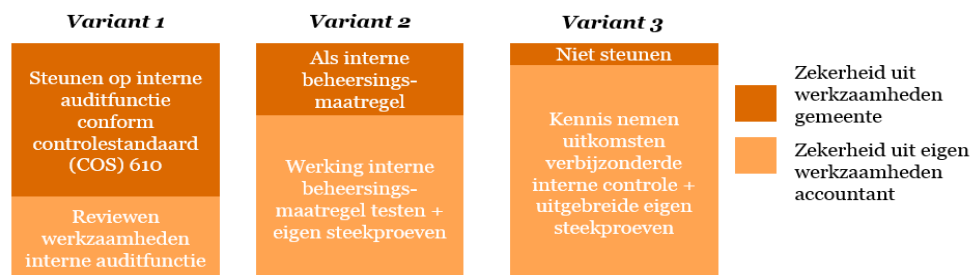 Variant 1
Steunen op interne
auditfunctie
conform
controlestandaard
(COS) 610
Reviewen
werkzaamheden
interne auditfunctie
Variant 2
Als interne
beheersings-
maatregel
Werking interne
beheersings-
maatregel testen +
eigen steekproeven
Variant 3
Niet steunen
Kennis nemen
uitkomsten
verbijzonderde
interne controle +
uitgebreide eigen
steekproeven
Zekerheid uit
werkzaamheden
gemeente
Zekerheid uit eigen
werkzaamheden
accountant